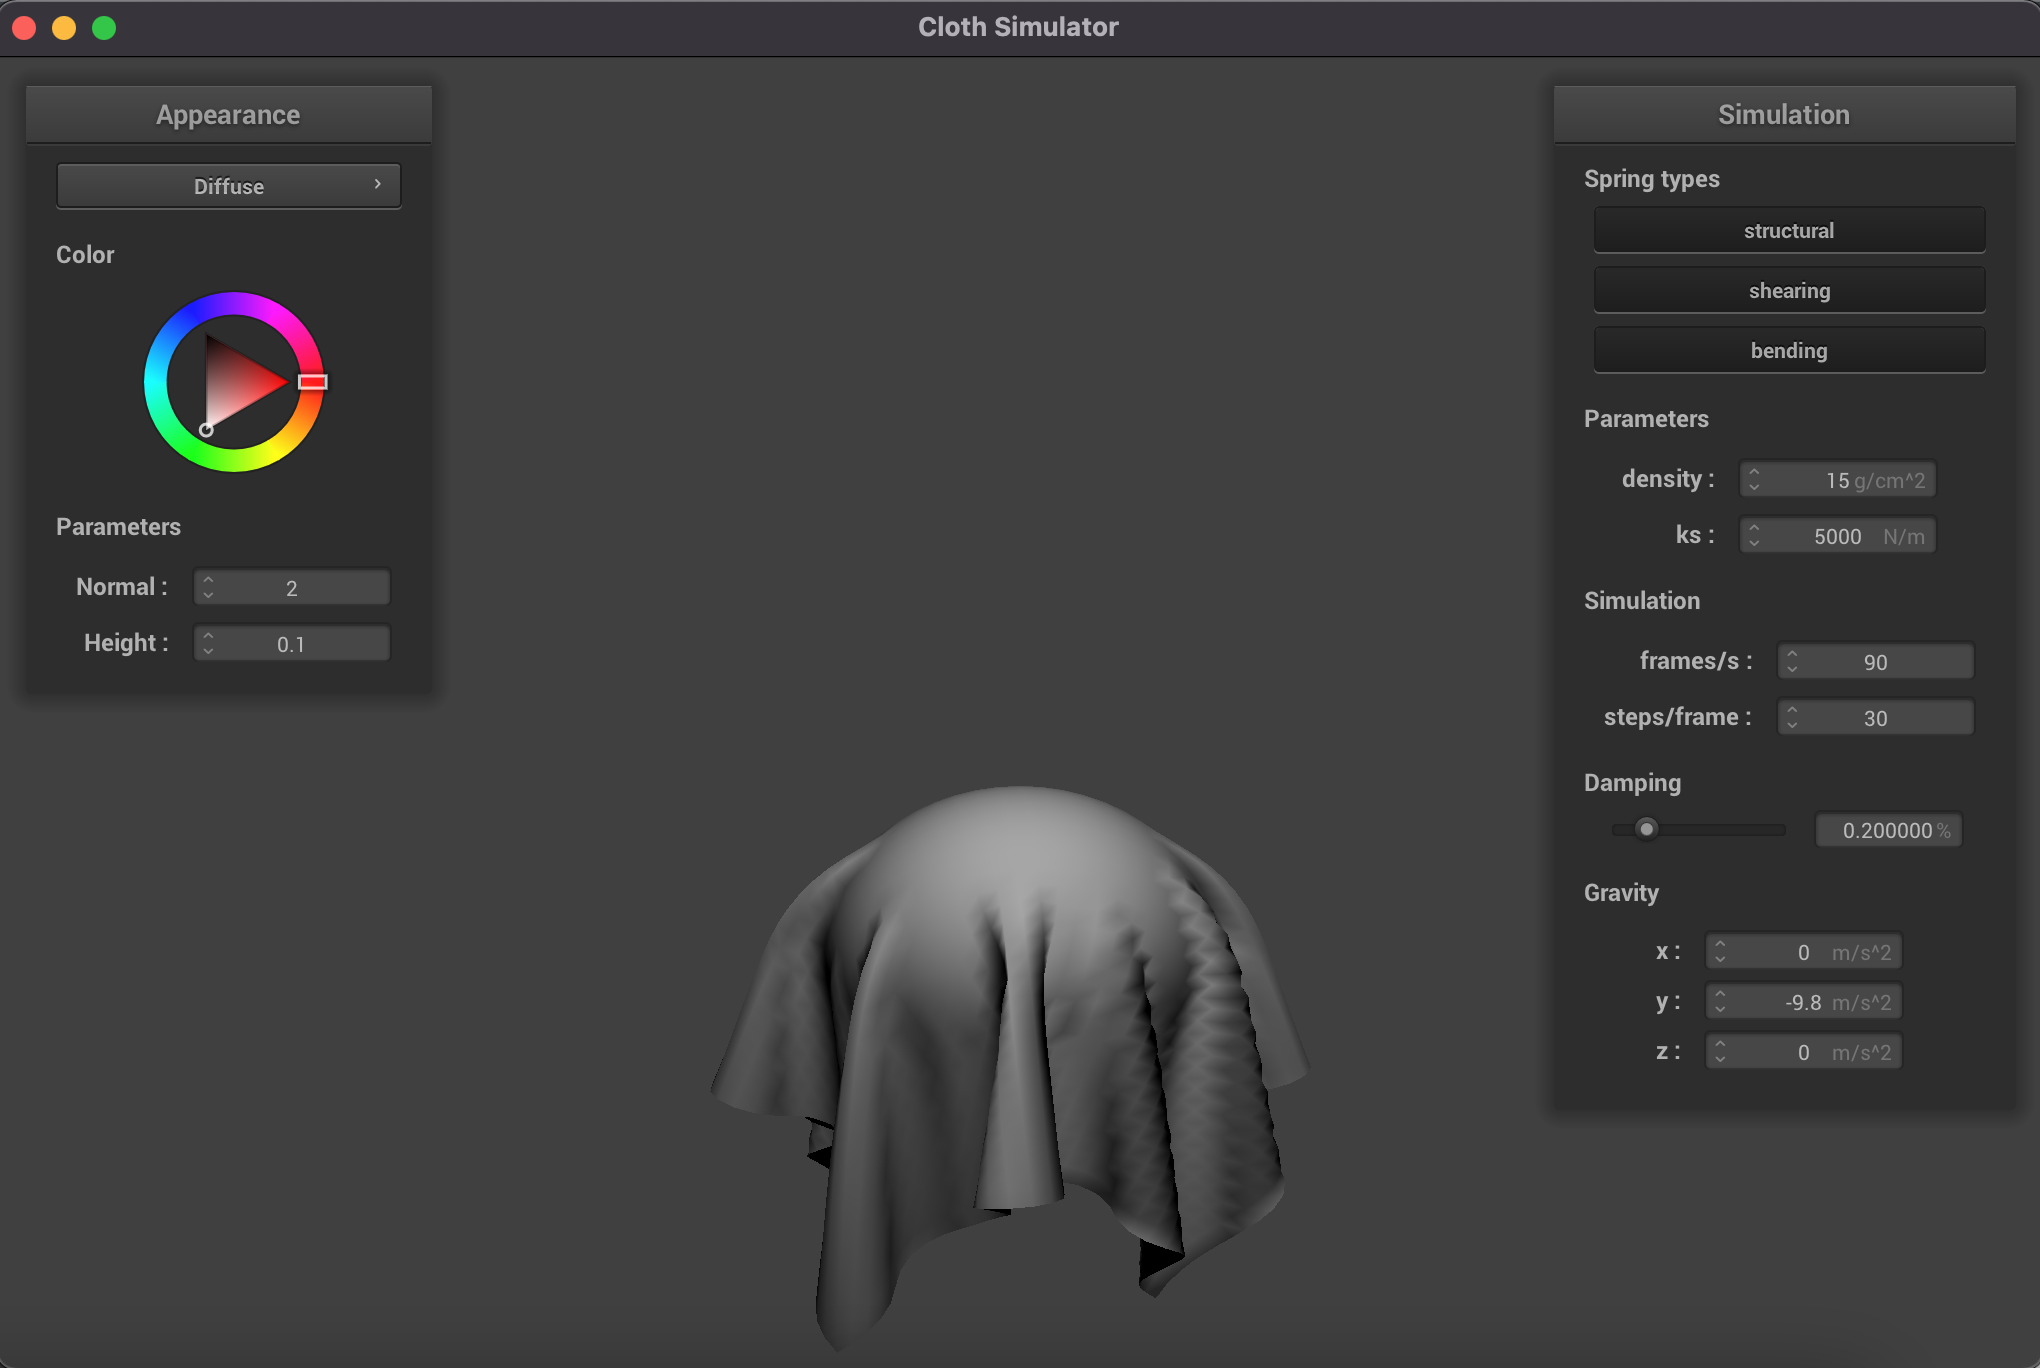 Cloth Simulator
Appearance
Diffuse
Color
Parameters
Normal : 2
Height : 0.1
Simulation
Spring types
structural
shearing
bending
Parameters
density : 15 g/cm^2
ks : 5000 N/m
Simulation
frames/s : 90
steps/frame : 30
Damping
0.200000 %
Gravity
x : 0 m/s^2
y : -9.8 m/s^2
z : 0 m/s^2